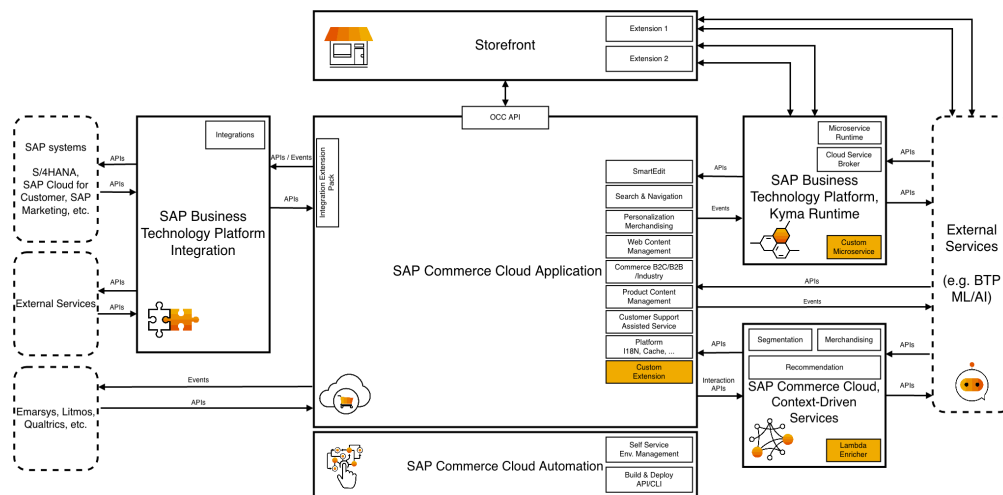 Storefront
Extension 1
Extension 2
OCC API
SAP systems
S/4HANA,
SAP Cloud for
Customer, SAP
Marketing, etc.
External Services
Emarsys, Litmos,
Qualtrics, etc.
APIs
APIs
APIs
APIs
Events
APIs
Integrations
SAP Business
Technology Platform
Integration
APIs / Events
APIs
Integration Extension
Pack
SAP Commerce Cloud Application
SmartEdit
Search & Navigation
Personalization
Merchandising
Web Content
Management
Commerce B2C/B2B
/Industry
Product Content
Management
Customer Support
Assisted Service
Platform
I18N, Cache, ...
Custom
Extension
APIs
Events
APIs
Events
APIs
Interaction
APIs
Microservice
Runtime
Cloud Service
Broker
SAP Business
Technology Platform,
Kyma Runtime
Custom
Microservice
APIs
APIs
Segmentation
Merchandising
Recommendation
SAP Commerce Cloud,
Context-Driven
Services
Lambda
Enricher
APIs
APIs
External
Services
(e.g. BTP
ML/AI)
SAP Commerce Cloud Automation
Self Service
Env. Management
Build & Deploy
API/CLI